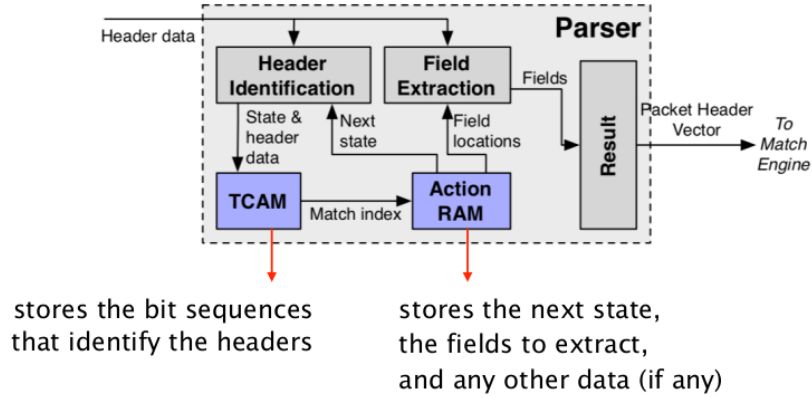 Parser
Header data
Header
Identification
Field
Extraction
Fields
Packet Header
Vector
To
Match
Engine
Result
State &
header
data
Next
state
Field
locations
TCAM
Match index
Action
RAM
stores the bit sequences
that identify the headers
stores the next state,
the fields to extract,
and any other data (if any)